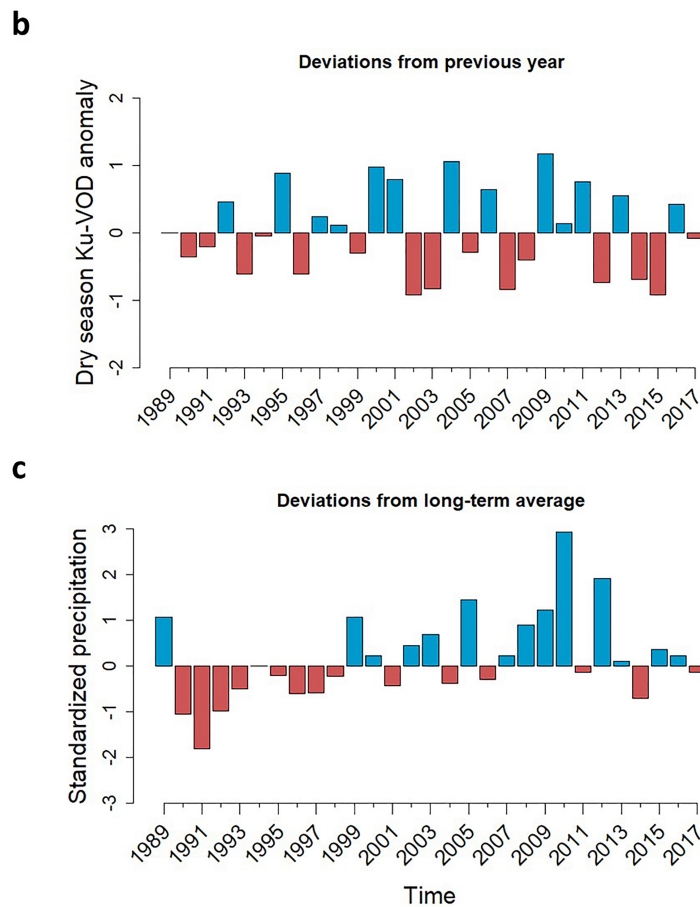 b
Deviations from previous year
Dry season Ku-VOD anomaly
2
1
0
-1
-2
1989 1991 1993 1995 1997 1999 2001 2003 2005 2007 2009 2011 2013 2015 2017
c
Deviations from long-term average
Standardized precipitation
3
2
1
0
-1
-2
-3
1989 1991 1993 1995 1997 1999 2001 2003 2005 2007 2009 2011 2013 2015 2017
Time